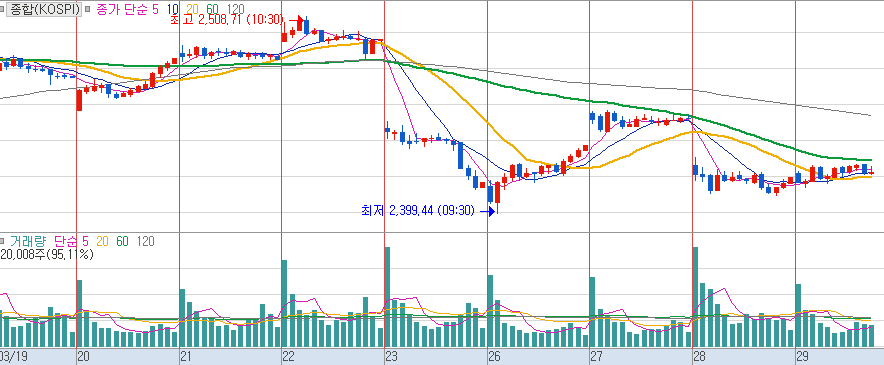 종합(KOSPI) 종가 단순 5 10 20 60 120
최고 2,508,71 (10:30)
최저 2,399,44 (09:30)
거래량 단순 5 20 60 120
20,008주(95,11%)
03/19 20 21 22 23 26 27 28 29